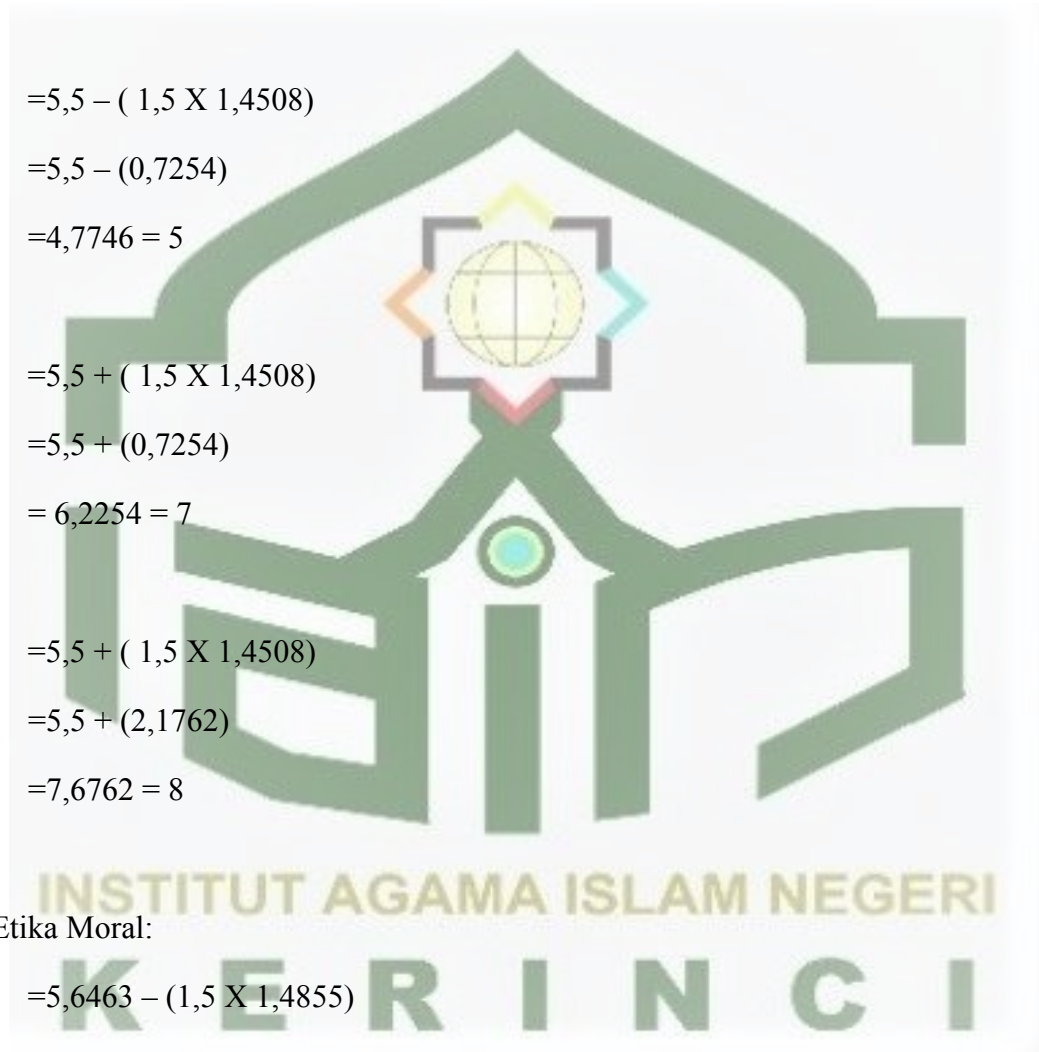 =5,5 – ( 1,5 X 1,4508)
=5,5 – (0,7254)
=4,7746 = 5
=5,5 + ( 1,5 X 1,4508)
=5,5 + (0,7254)
= 6,2254 = 7
=5,5 + ( 1,5 X 1,4508)
=5,5 + (2,1762)
=7,6762 = 8
INSTITUT AGAMA ISLAM NEGERI
Etika Moral:
KERINCI
=5,6463 – (1,5 X 1,4855)